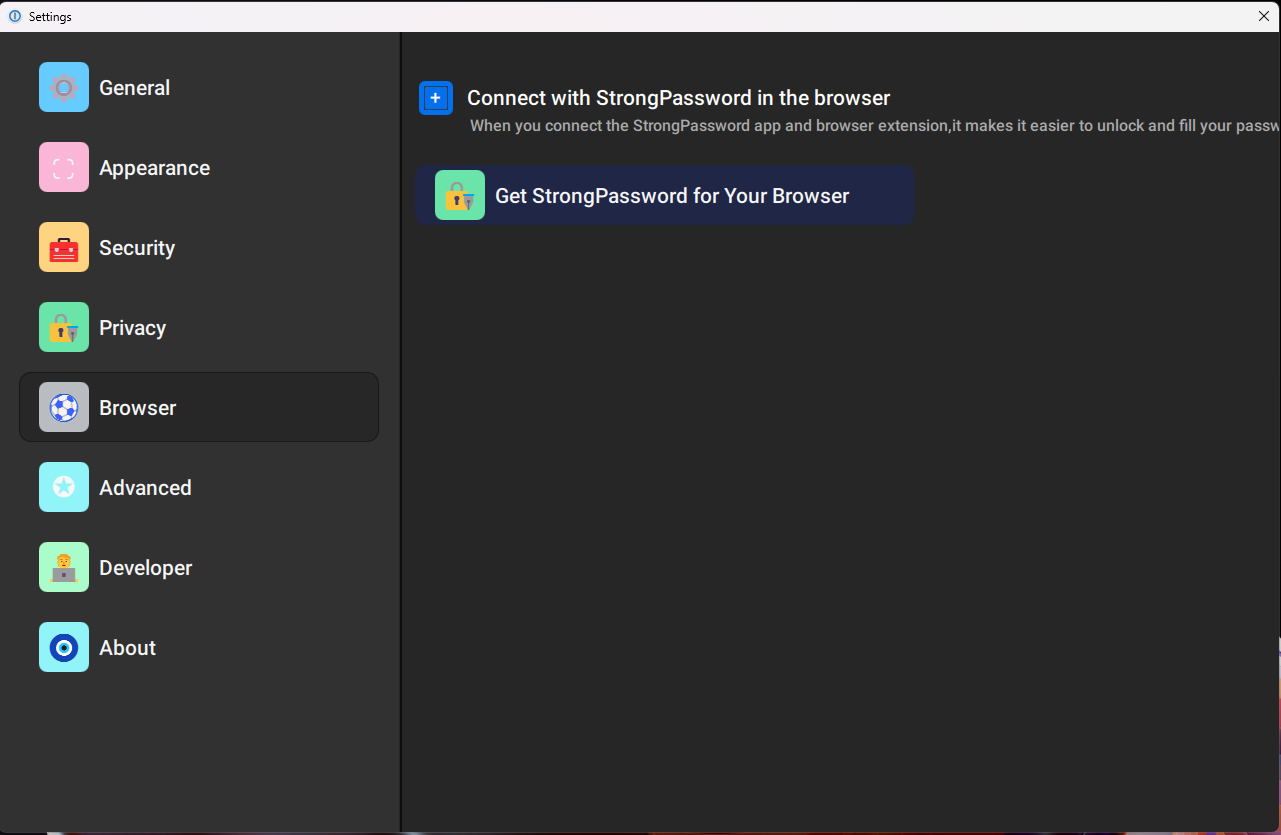 Settings
General
Appearance
Security
Privacy
Browser
Advanced
Developer
About
Connect with StrongPassword in the browser
When you connect the StrongPassword app and browser extension,it makes it easier to unlock and fill your
Get StrongPassword for Your Browser